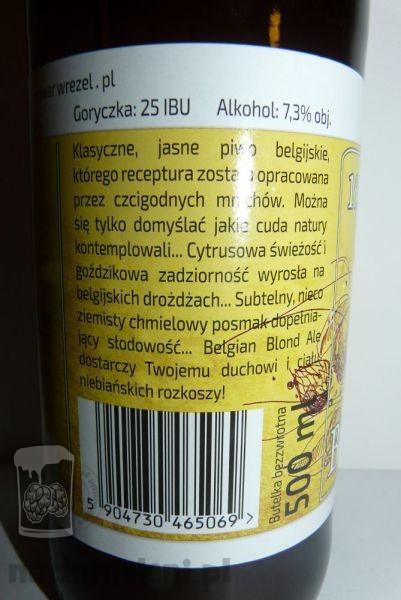 wrezel.pl
Goryczka: 25 IBU Alkohol: 7,3% obj.
Klasyczne, jasne piwo belgijskie,
którego receptura została opracowana
przez czcigodnych mnichów. Można
się tylko domyślać jakie cuda natury
kontemplowali... Cytrusowa świeżość i
goździkowa zadziorność wyrosła na
belgijskich drożdżach... Subtelny, nieco
ziemisty chmielowy posmak dopełnia-
jący słodowość... Belgian Blond Ale
dostarczy Twojemu duchowi i ciału
niebiańskich rozkoszy!
5 904730 465069 >
Butelka bezzwrotna
500 ml